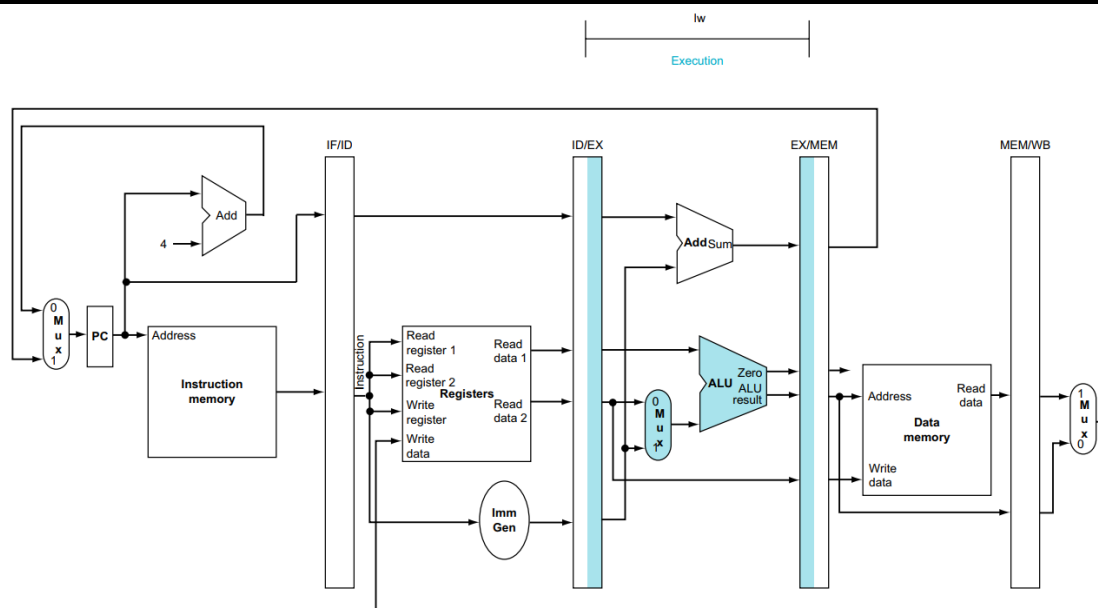 lw
Execution
IF/ID
ID/EX
EX/MEM
MEM/WB
Add
4
Add Sum
0
M
u
x
1
PC
Address
Instruction
memory
Instruction
Read
register 1
Read
register 2
Write
register
Write
data
Registers
Read
data 1
Read
data 2
Imm
Gen
0
M
u
x
1
ALU
Zero
ALU
result
Address
Write
data
Data
memory
Read
data
1
M
u
x
0